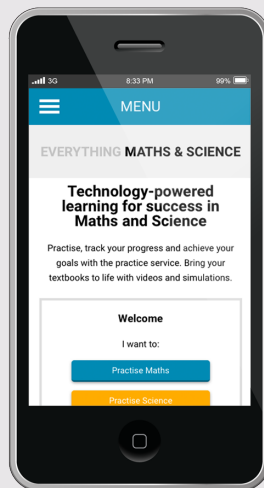 3G 8:33 PM 99%
MENU
EVERYTHING MATHS & SCIENCE
Technology-powered
learning for success in
Maths and Science
Practise, track your progress and achieve your
goals with the practice service. Bring your
textbooks to life with videos and simulations.
Welcome
I want to:
Practise Maths
Practise Science